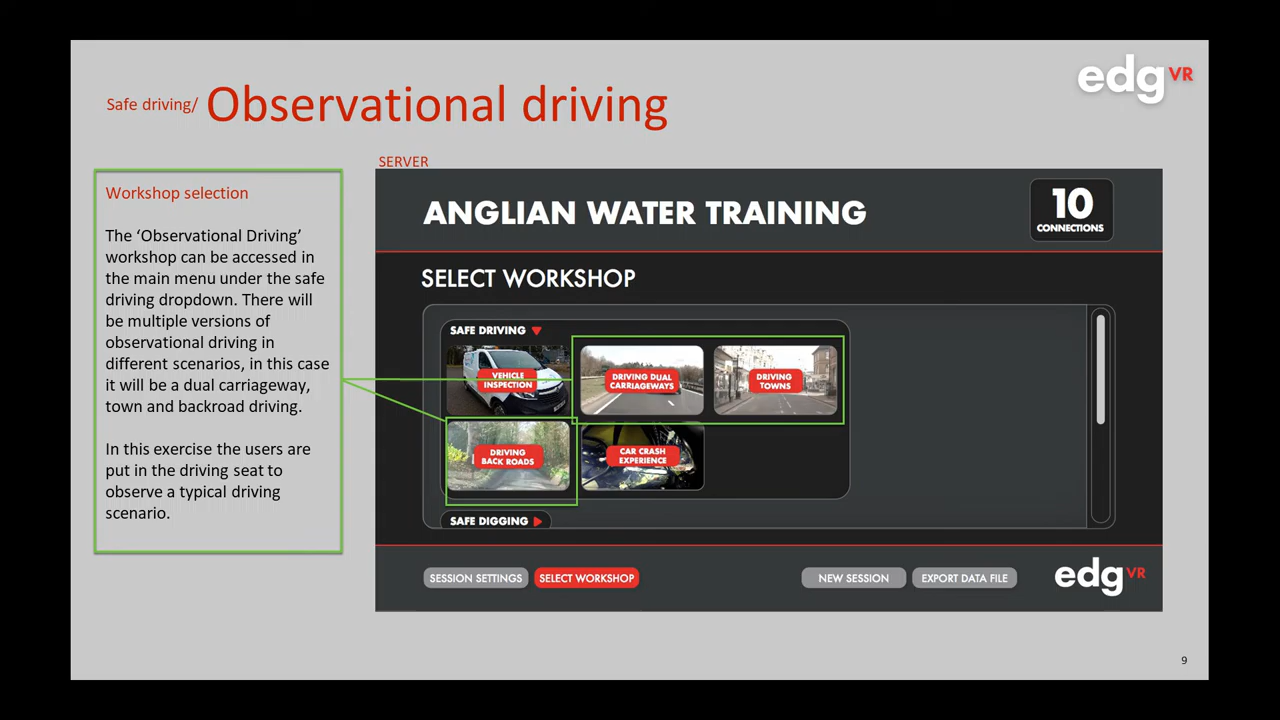 edg VR
Safe driving/ Observational driving
SERVER
Workshop selection
The ‘Observational Driving’
workshop can be accessed in
the main menu under the safe
driving dropdown. There will
be multiple versions of
observational driving in
different scenarios, in this case
it will be a dual carriageway,
town and backroad driving.
In this exercise the users are
put in the driving seat to
observe a typical driving
scenario.
ANGLIAN WATER TRAINING
10
CONNECTIONS
SELECT WORKSHOP
SAFE DRIVING
VEHICLE
INSPECTION
DRIVING DUAL
CARRIAGEWAYS
DRIVING
TOWNS
DRIVING
BACK ROADS
CAR CRASH
EXPERIENCE
SAFE DIGGING
SESSION SETTINGS
SELECT WORKSHOP
NEW SESSION
EXPORT DATA FILE
edg VR
9